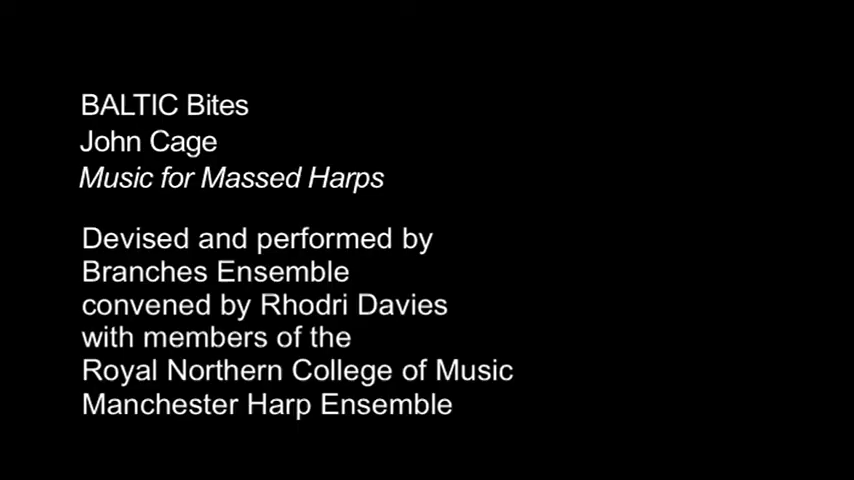 BALTIC Bites
John Cage
Music for Massed Harps
Devised and performed by
Branches Ensemble
convened by Rhodri Davies
with members of the
Royal Northern College of Music
Manchester Harp Ensemble